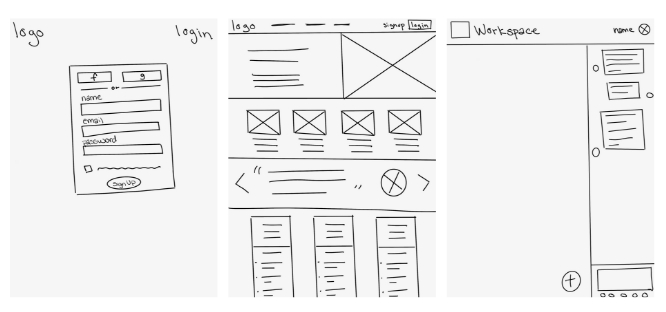 logo
login
f
g
or
name
email
password
Sign Up
logo
signup login
“
”
Workspace
name